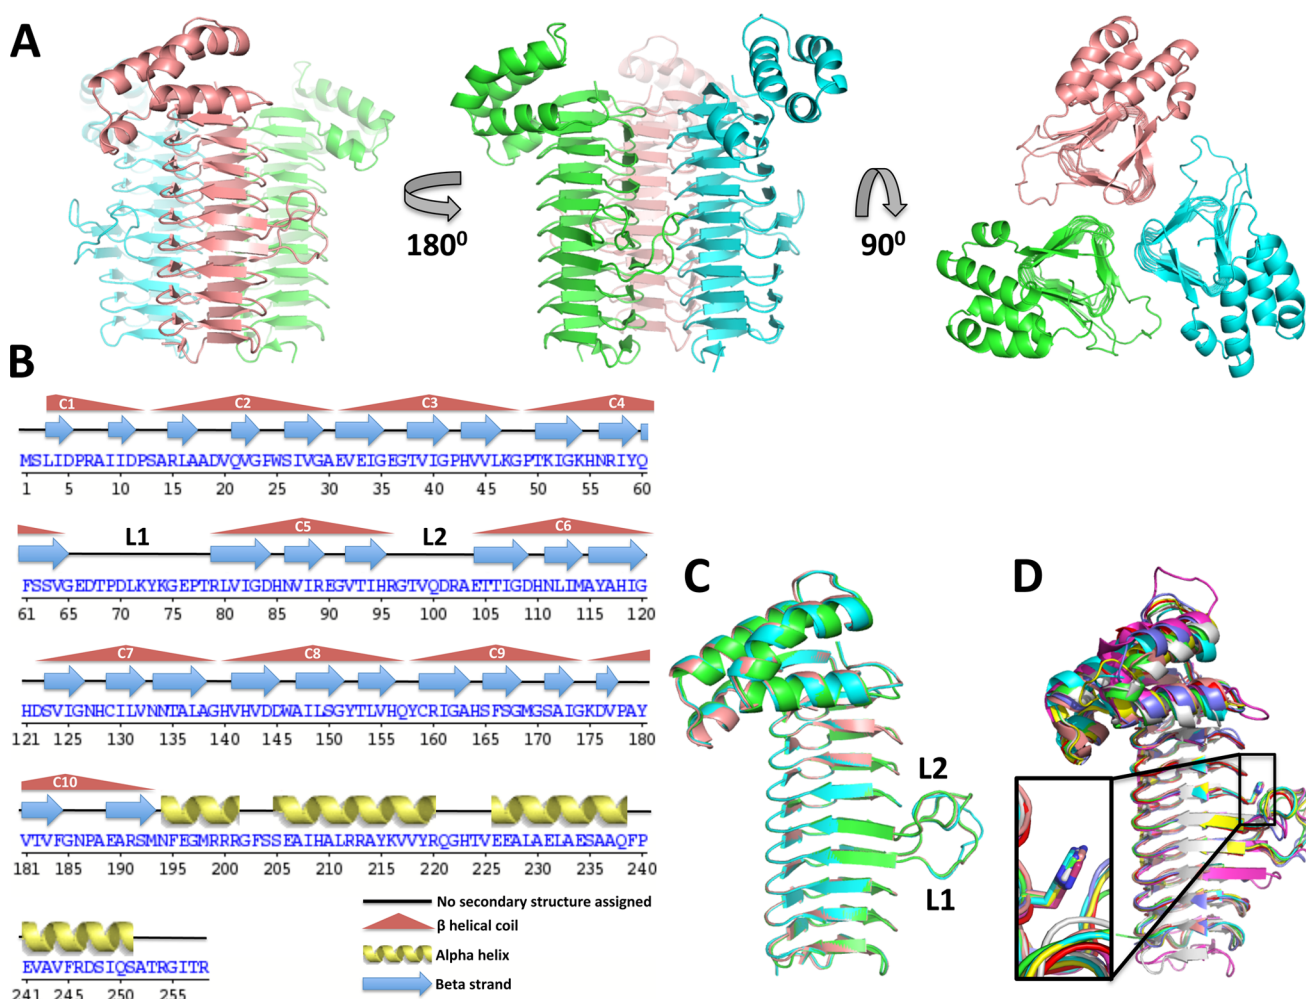 A
180⁰
90⁰
B
C1 C2 C3 C4
MSLIDPRAIIDPSARLAADVQVGPWSIVGAEVEIGEGTVIGPHVVLKGPTKIGKHNRIYQ
1 5 10 15 20 25 30 35 40 45 50 55 60
L1 C5 L2 C6
FSSVGEDTPDLKYKGEPTRLVIGDHNVIREGVTIHRGTVQDRAETTIGDHNLIMAYAHIG
61 65 70 75 80 85 90 95 100 105 110 115 120
C7 C8 C9
HDSVIGNHCILVNNTALAGHVHVDDWAILSGYTLVHQYCRIGAHSFSGMGSAIGKDVPAY
121 125 130 135 140 145 150 155 160 165 170 175 180
C10
VTVFGNPAEARSMNFEGMRRRGFSSEAIHALRRAYKVVYRQGHTVEEALAELAESAAQFP
181 185 190 195 200 205 210 215 220 225 230 235 240
EVAVFRDSIQSATRGITR
241 245 250 255
No secondary structure assigned
β helical coil
Alpha helix
Beta strand
C
L2
L1
D